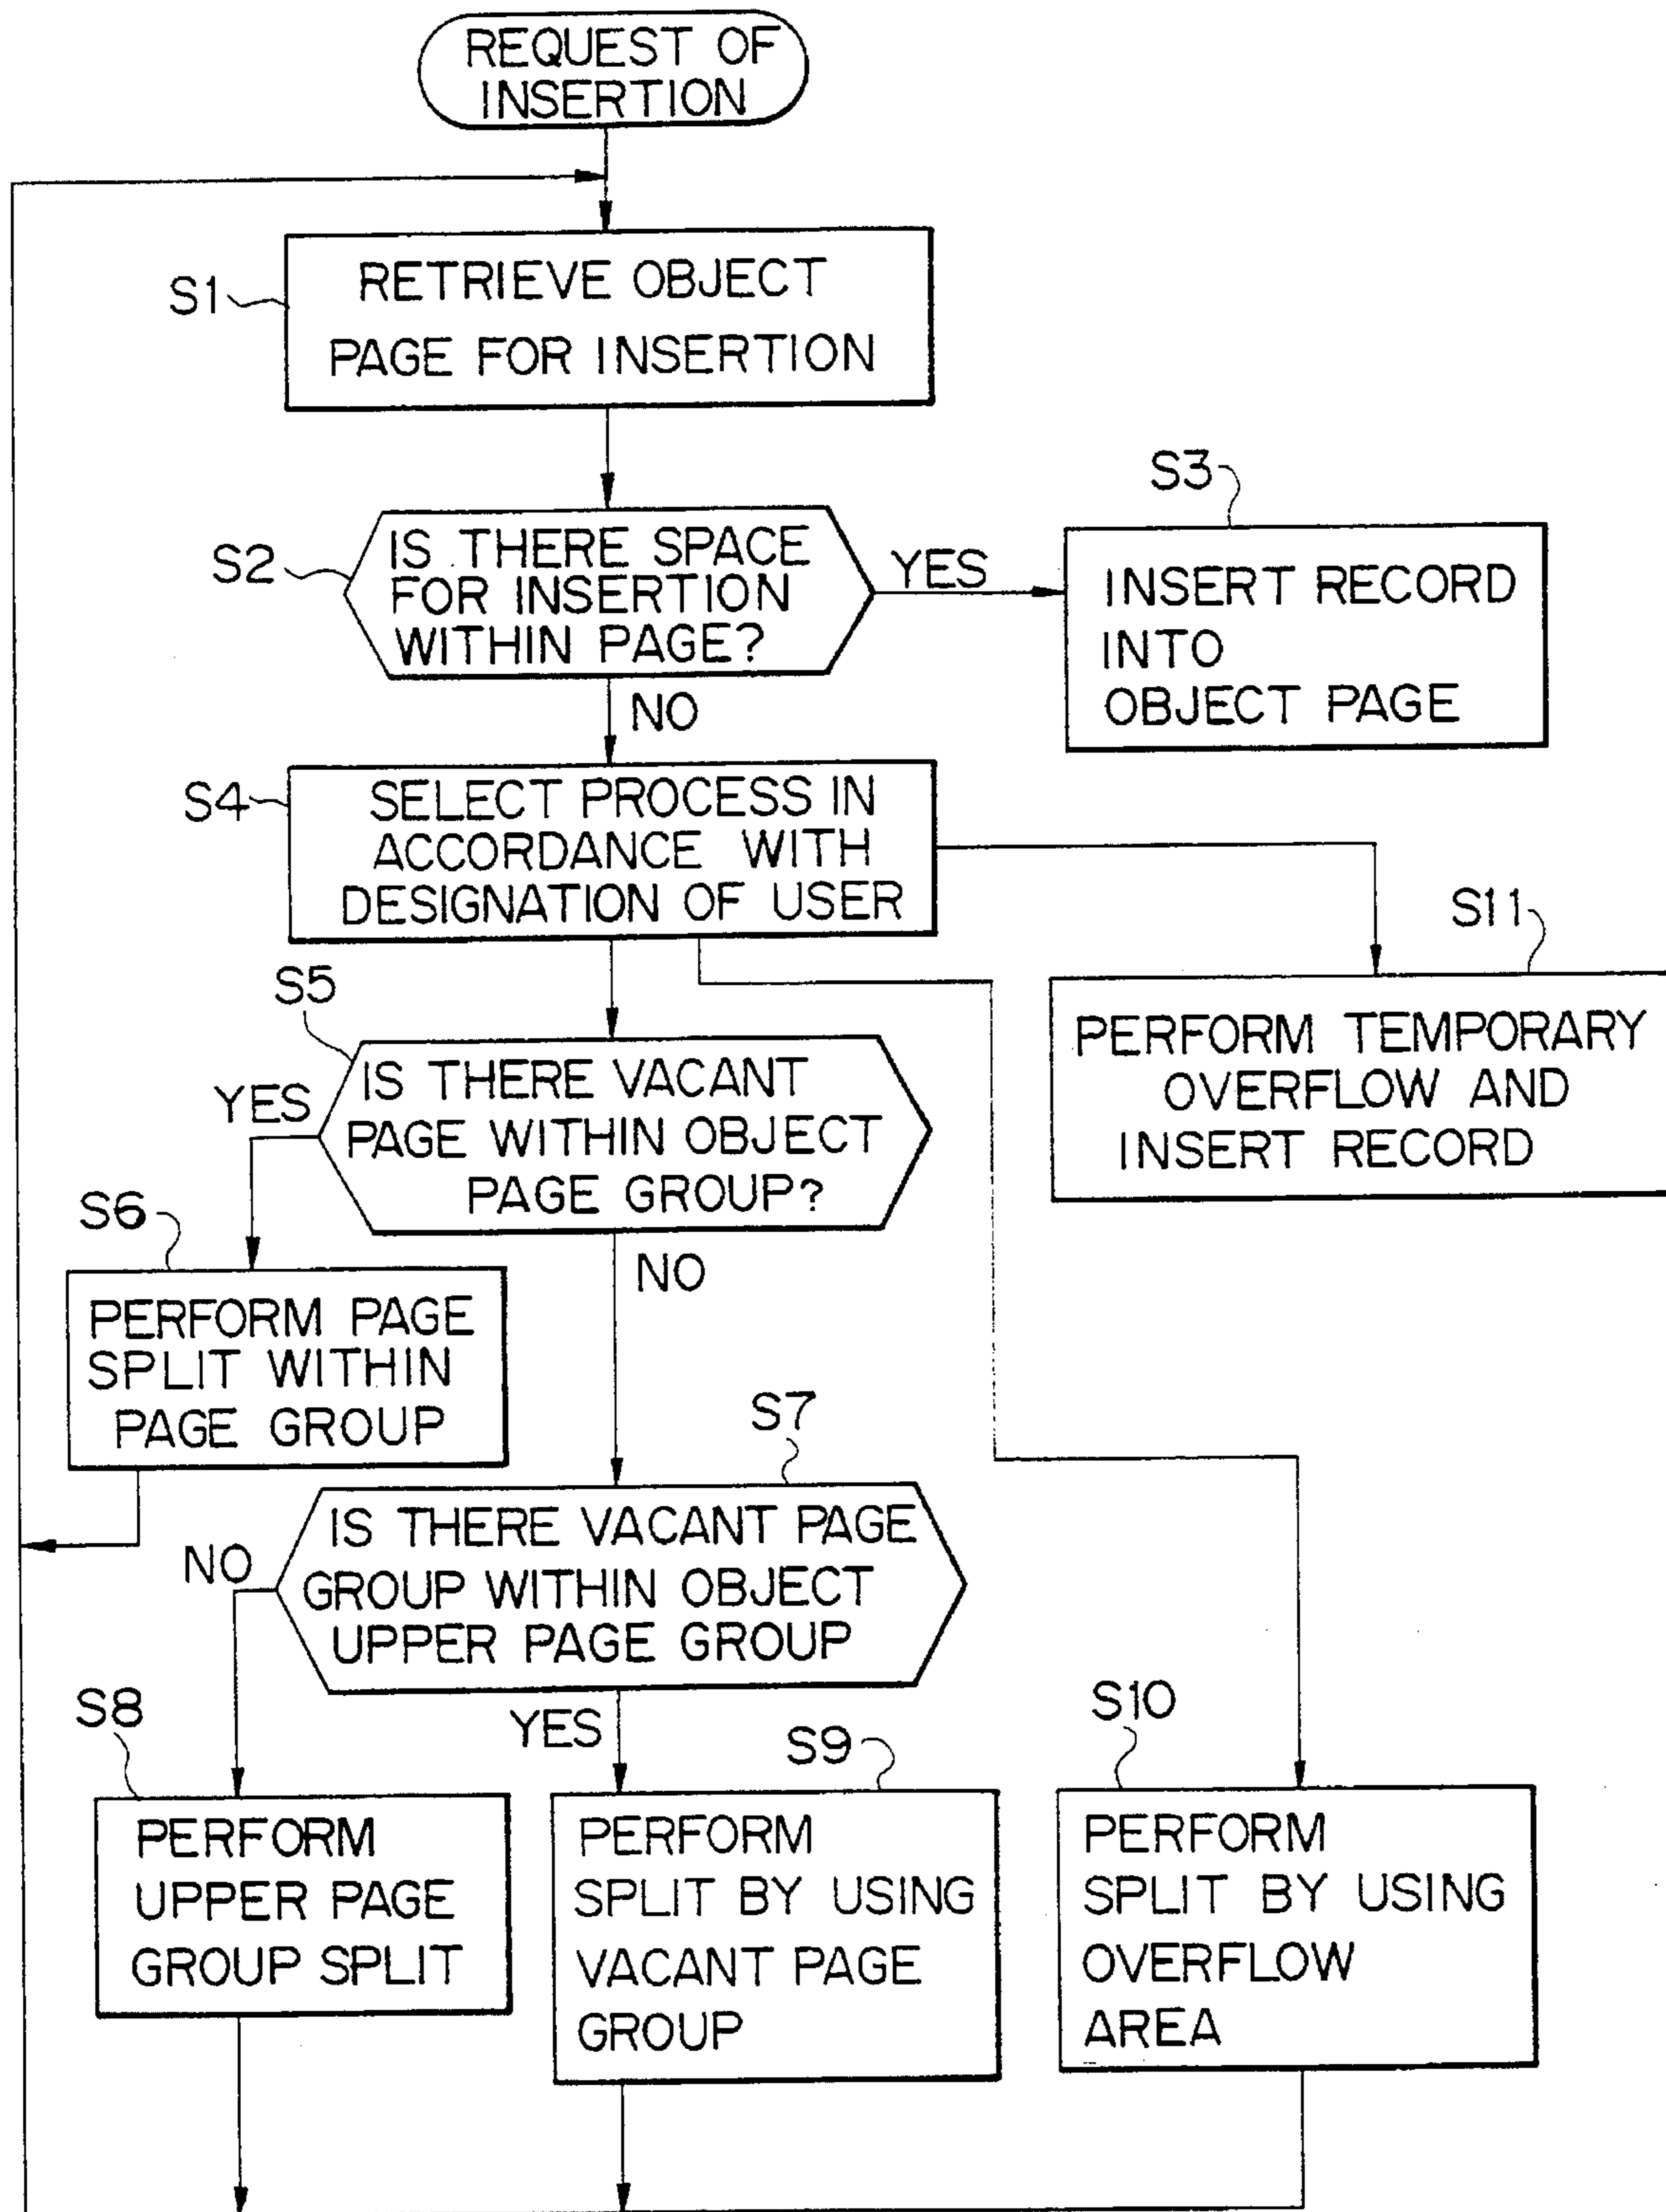 REQUEST OF
INSERTION
S1
RETRIEVE OBJECT
PAGE FOR INSERTION
S2
IS THERE SPACE
FOR INSERTION
WITHIN PAGE?
YES
NO
S3
INSERT RECORD
INTO
OBJECT PAGE
S4
SELECT PROCESS IN
ACCORDANCE WITH
DESIGNATION OF USER
S11
PERFORM TEMPORARY
OVERFLOW AND
INSERT RECORD
S5
IS THERE VACANT
PAGE WITHIN OBJECT
PAGE GROUP?
YES
NO
S6
PERFORM PAGE
SPLIT WITHIN
PAGE GROUP
S7
IS THERE VACANT PAGE
GROUP WITHIN OBJECT
UPPER PAGE GROUP
NO
YES
S8
PERFORM
UPPER PAGE
GROUP SPLIT
S9
PERFORM
SPLIT BY USING
VACANT PAGE
GROUP
S10
PERFORM
SPLIT BY USING
OVERFLOW
AREA